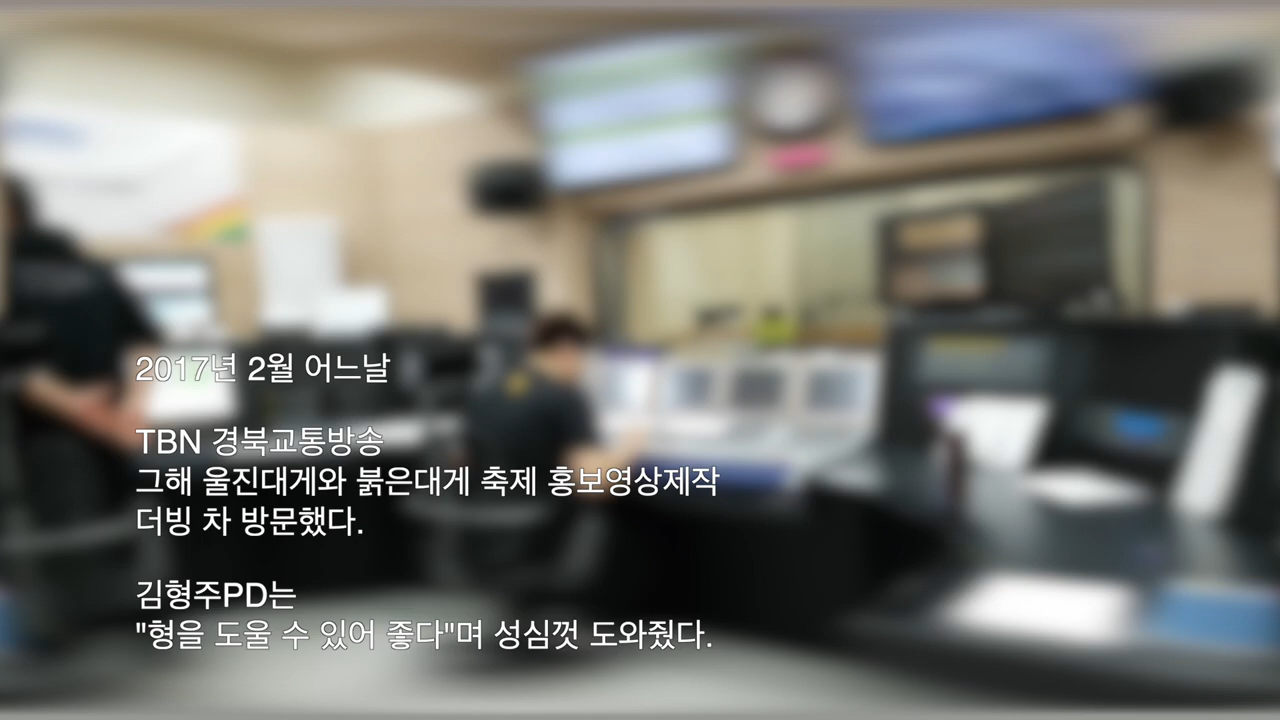 2017년 2월 어느날
TBN 경북교통방송
그해 울진대게와 붉은대게 축제 홍보영상제작
더빙 차 방문했다.
김형주PD는
"형을 도울 수 있어 좋다"며 성심껏 도와줬다.